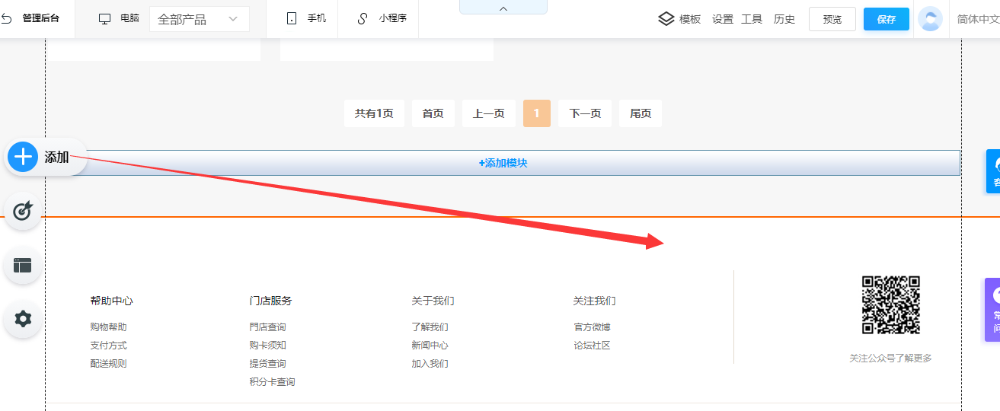 管理后台 电脑 全部产品 手机 小程序 模板 设置 工具 历史 预览 保存 简体中文
共有1页 首页 上一页 1 下一页 尾页
添加
+添加模块
帮助中心 门店服务 关于我们 关注我们
购物帮助 門店查询 了解我们 官方微博
支付方式 购卡须知 新闻中心 论坛社区
配送规则 提货查询 加入我们
积分卡查询
关注公众号了解更多